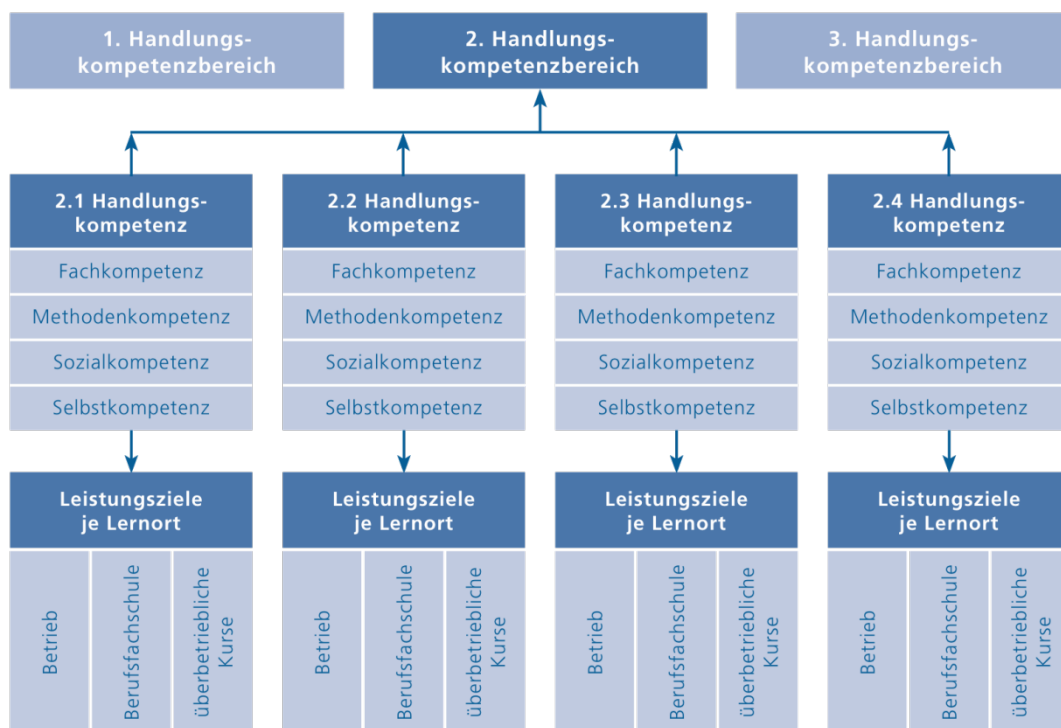 1. Handlungs-
kompetenzbereich
2. Handlungs-
kompetenzbereich
3. Handlungs-
kompetenzbereich
2.1 Handlungs-
kompetenz
Fachkompetenz
Methodenkompetenz
Sozialkompetenz
Selbstkompetenz
2.2 Handlungs-
kompetenz
Fachkompetenz
Methodenkompetenz
Sozialkompetenz
Selbstkompetenz
2.3 Handlungs-
kompetenz
Fachkompetenz
Methodenkompetenz
Sozialkompetenz
Selbstkompetenz
2.4 Handlungs-
kompetenz
Fachkompetenz
Methodenkompetenz
Sozialkompetenz
Selbstkompetenz
Leistungsziele
je Lernort
Betrieb
Berufsfachschule
überbetriebliche
Kurse
Leistungsziele
je Lernort
Betrieb
Berufsfachschule
überbetriebliche
Kurse
Leistungsziele
je Lernort
Betrieb
Berufsfachschule
überbetriebliche
Kurse
Leistungsziele
je Lernort
Betrieb
Berufsfachschule
überbetriebliche
Kurse